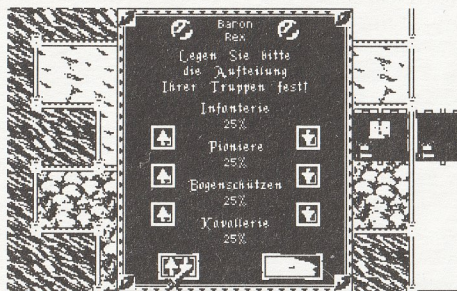 Baron
Rex
Legen Sie bitte
die Aufteilung
Ihrer Truppen fest!
Infanterie
25%
Pioniere
25%
Bogenschützen
25%
Kavallerie
25%